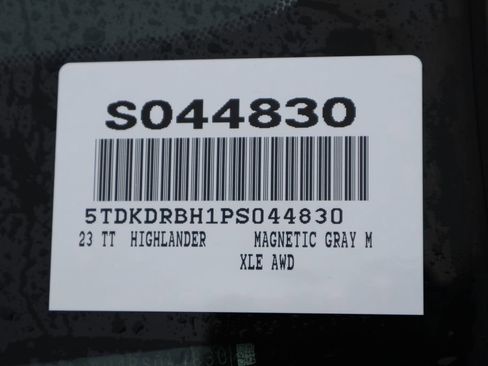 S044830
5TDKDRBH1PS044830
23 TT HIGHLANDER MAGNETIC GRAY M
XLE AWD